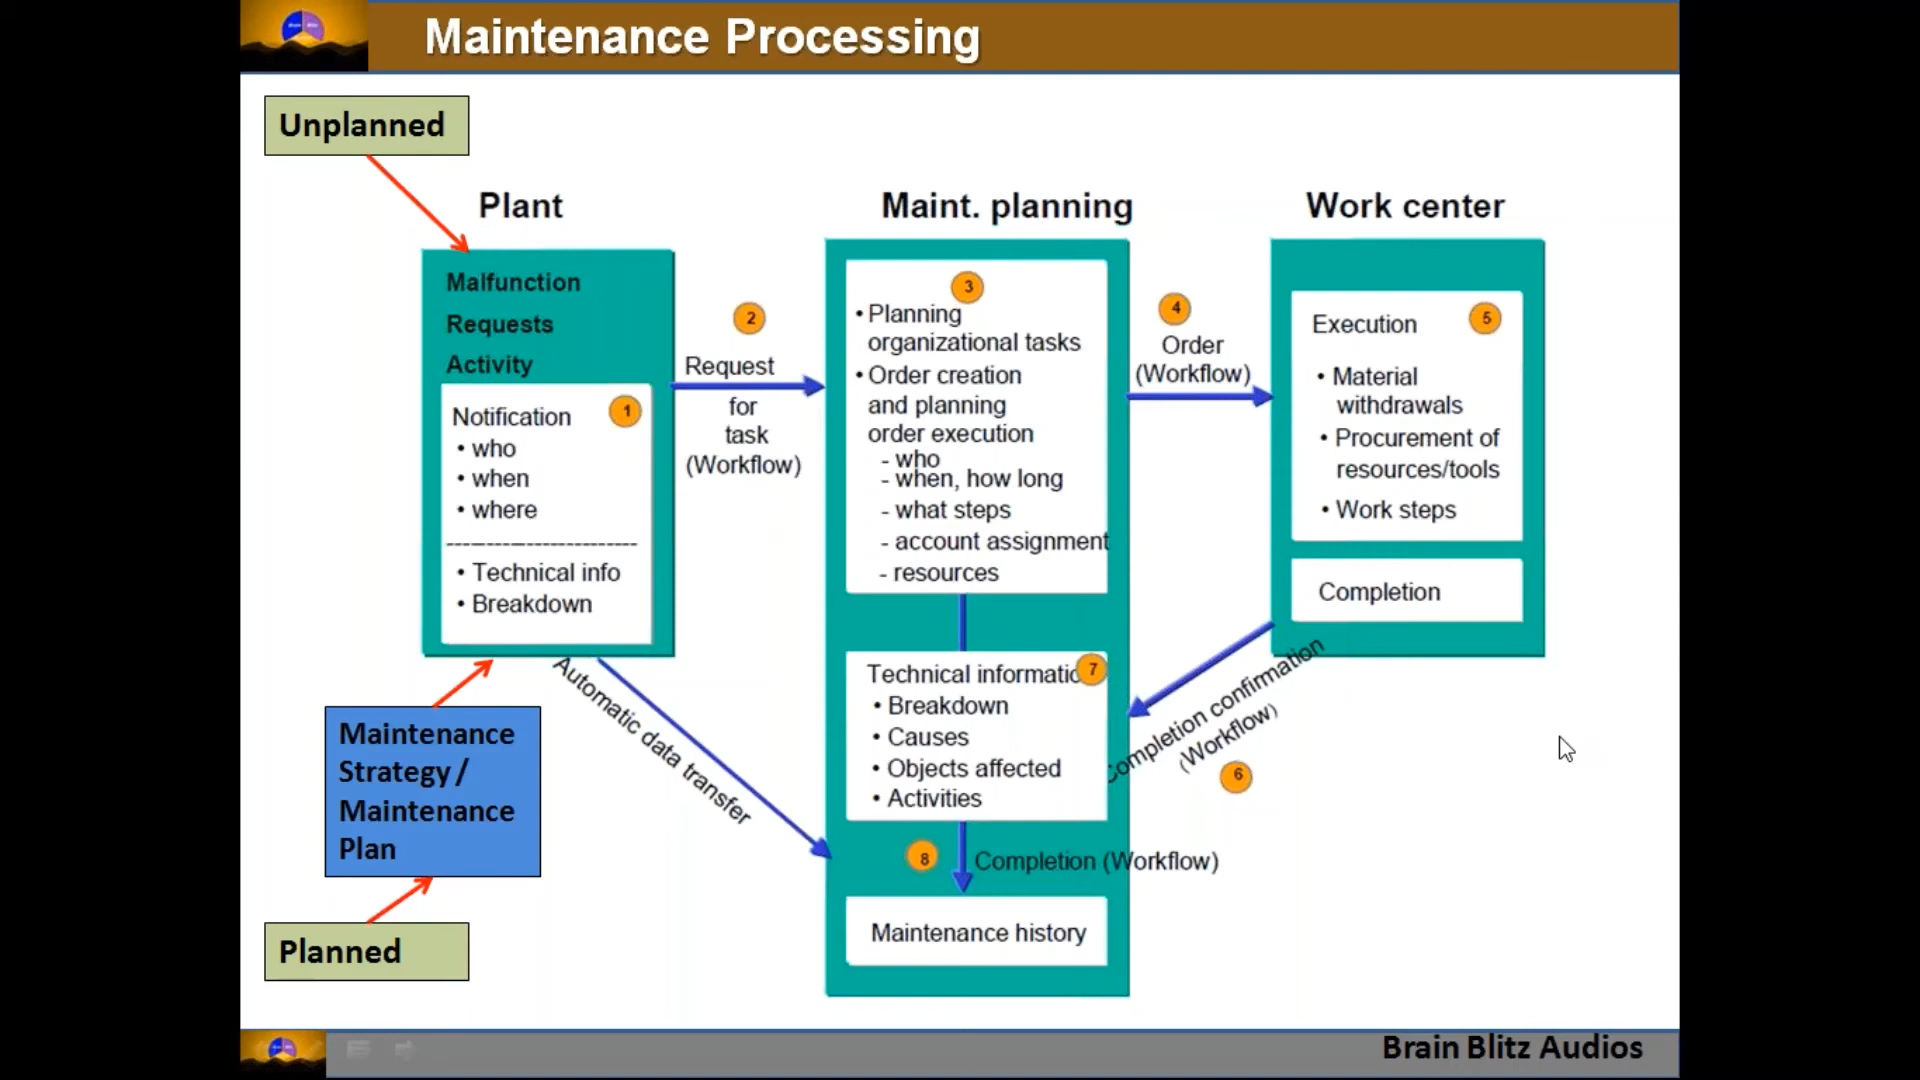 Maintenance Processing
Unplanned
Plant
Maint. planning
Work center
Malfunction
Requests
Activity
Notification
1
• who
• when
• where
------------------------
• Technical info
• Breakdown
2
Request
for
task
(Workflow)
3
• Planning
organizational tasks
• Order creation
and planning
order execution
- who
- when, how long
- what steps
- account assignment
- resources
4
Order
(Workflow)
Execution
5
• Material
withdrawals
• Procurement of
resources/tools
• Work steps
Completion
Completion confirmation
(Workflow)
6
Technical informatic
7
• Breakdown
• Causes
• Objects affected
• Activities
8
Completion (Workflow)
Maintenance history
Automatic data transfer
Maintenance
Strategy/
Maintenance
Plan
Planned
Brain Blitz Audios